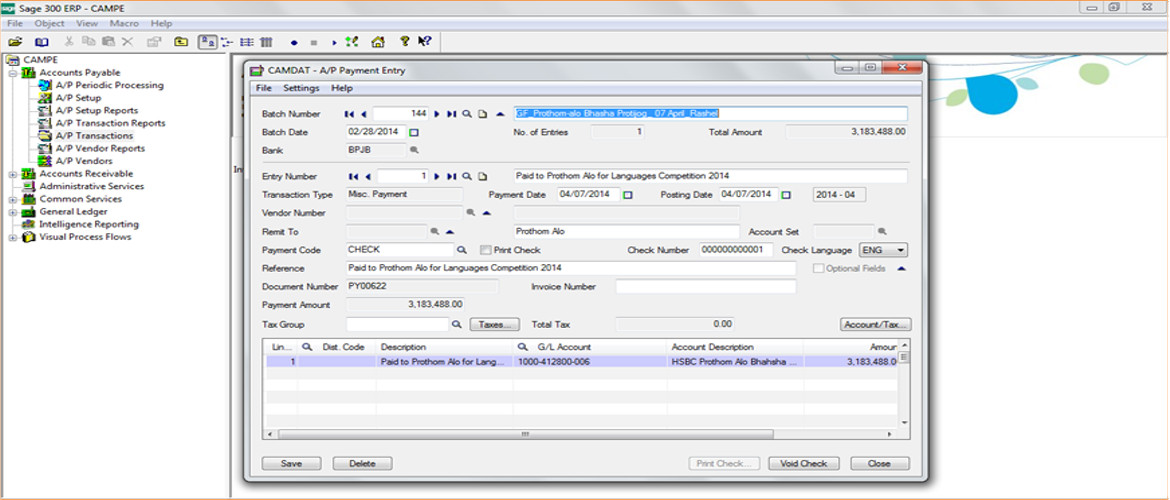 Sage 300 ERP - CAMPE
File Object View Macro Help
CAMPE
Accounts Payable
A/P Periodic Processing
A/P Setup
A/P Setup Reports
A/P Transaction Reports
A/P Transactions
A/P Vendor Reports
A/P Vendors
Accounts Receivable
Administrative Services
Common Services
General Ledger
Intelligence Reporting
Visual Process Flows
CAMDAT - A/P Payment Entry
File Settings Help
Batch Number 144 GF_Prothom-alo Bhasha Protijog_ 07 April_Rashel
Batch Date 02/28/2014 No. of Entries 1 Total Amount 3,183,488.00
Bank BPJB
Entry Number 1 Paid to Prothom Alo for Languages Competition 2014
Transaction Type Misc. Payment Payment Date 04/07/2014 Posting Date 04/07/2014 2014 - 04
Vendor Number
Remit To Prothom Alo Account Set
Payment Code CHECK Print Check Check Number 000000000001 Check Language ENG
Reference Paid to Prothom Alo for Languages Competition 2014 Optional Fields
Document Number PY00622 Invoice Number
Payment Amount 3,183,488.00
Tax Group Taxes... Total Tax 0.00 Account/Tax...
Lin... Dist. Code Description G/L Account Account Description Amour
1 Paid to Prothom Alo for Lang... 1000-412800-006 HSBC Prothom Alo Bhahsha ... 3,183,488.0
Save Delete Print Check... Void Check Close